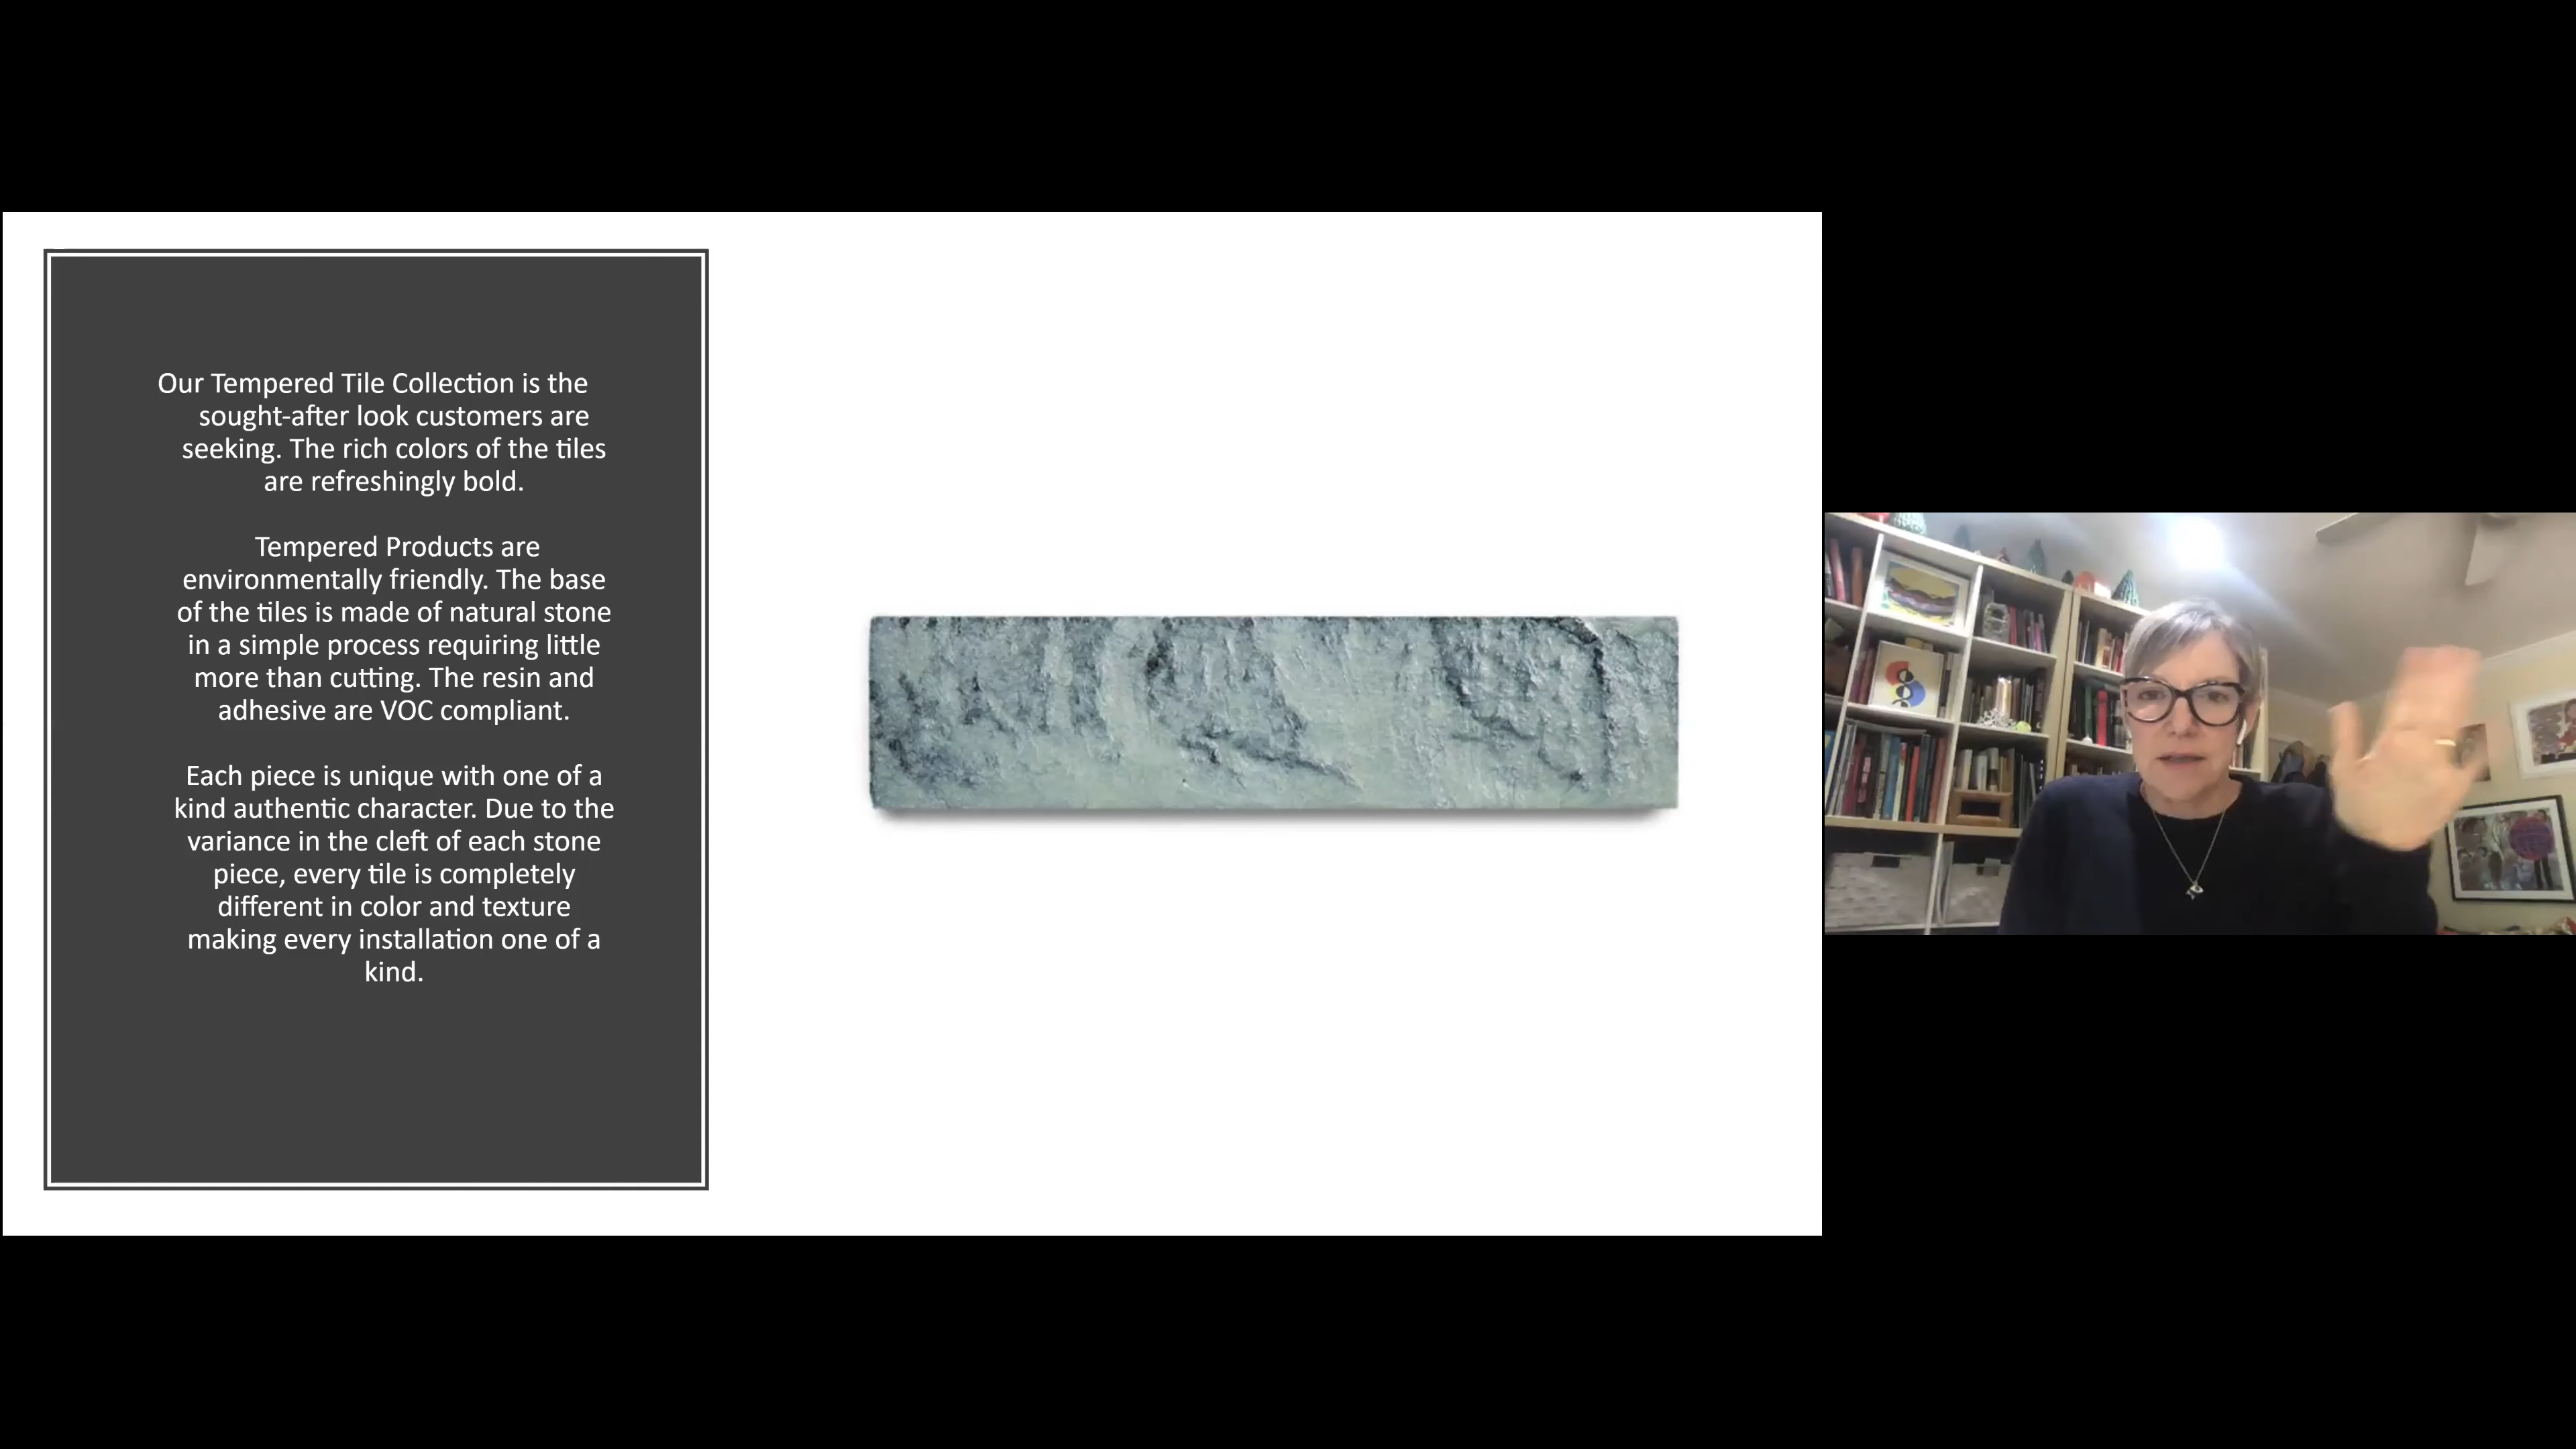 Our Tempered Tile Collection is the
sought-after look customers are
seeking. The rich colors of the tiles
are refreshingly bold.
Tempered Products are
environmentally friendly. The base
of the tiles is made of natural stone
in a simple process requiring little
more than cutting. The resin and
adhesive are VOC compliant.
Each piece is unique with one of a
kind authentic character. Due to the
variance in the cleft of each stone
piece, every tile is completely
different in color and texture
making every installation one of a
kind.